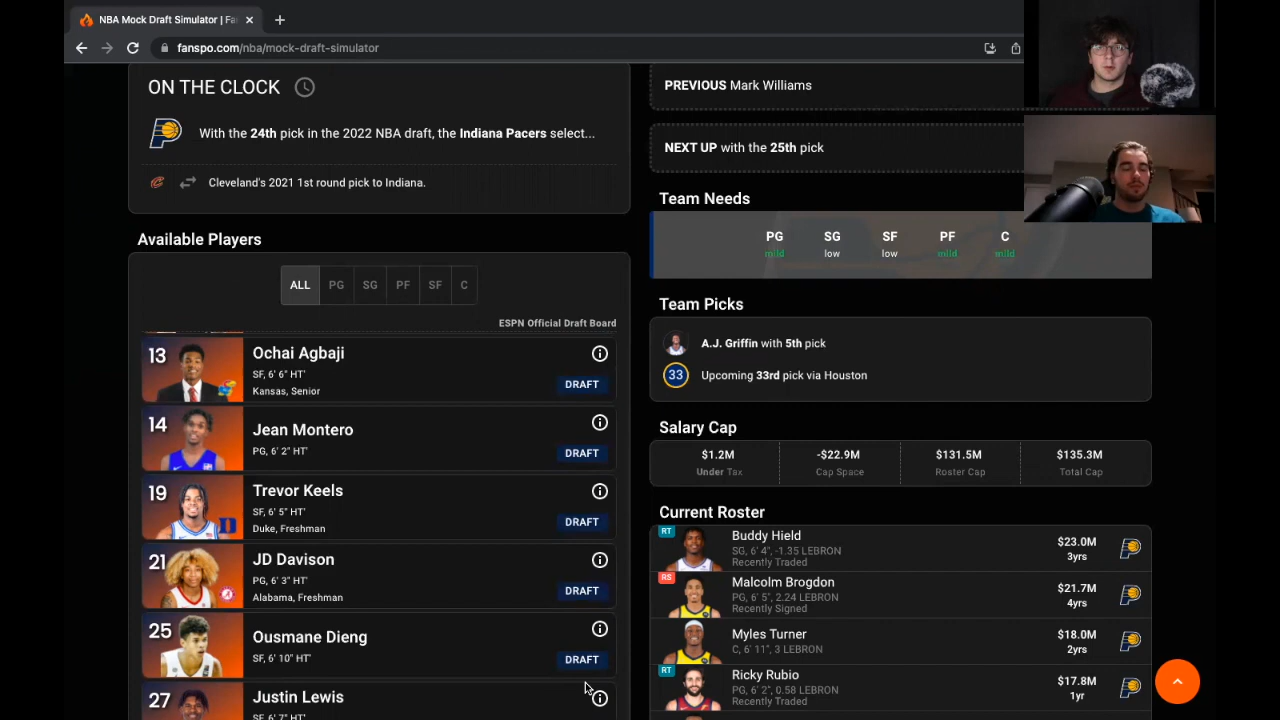 NBA Mock Draft Simulator | Fa
fanspo.com/nba/mock-draft-simulator
ON THE CLOCK
With the 24th pick in the 2022 NBA draft, the Indiana Pacers select...
Cleveland's 2021 1st round pick to Indiana.
Available Players
ALL PG SG PF SF C
ESPN Official Draft Board
13 Ochai Agbaji
SF, 6' 6" HT'
Kansas, Senior
DRAFT
14 Jean Montero
PG, 6' 2" HT'
DRAFT
19 Trevor Keels
SF, 6' 5" HT'
Duke, Freshman
DRAFT
21 JD Davison
PG, 6' 3" HT'
Alabama, Freshman
DRAFT
25 Ousmane Dieng
SF, 6' 10" HT'
DRAFT
27 Justin Lewis
SF, 6' 7" HT'
PREVIOUS Mark Williams
NEXT UP with the 25th pick
Team Needs
PG SG SF PF C
mild low low mild mild
Team Picks
A.J. Griffin with 5th pick
33 Upcoming 33rd pick via Houston
Salary Cap
$1.2M -$22.9M $131.5M $135.3M
Under Tax Cap Space Roster Cap Total Cap
Current Roster
RT Buddy Hield
SG, 6' 4", -1.35 LEBRON
Recently Traded
$23.0M
3yrs
RS Malcolm Brogdon
PG, 6' 5", 2.24 LEBRON
Recently Signed
$21.7M
4yrs
Myles Turner
C, 6' 11", 3 LEBRON
$18.0M
2yrs
RT Ricky Rubio
PG, 6' 2", 0.58 LEBRON
Recently Traded
$17.8M
1yr